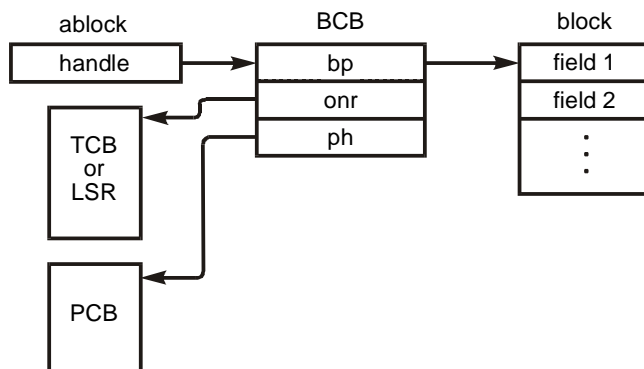 ablock BCB block
handle bp field 1
onr field 2
ph
TCB
or
LSR
PCB